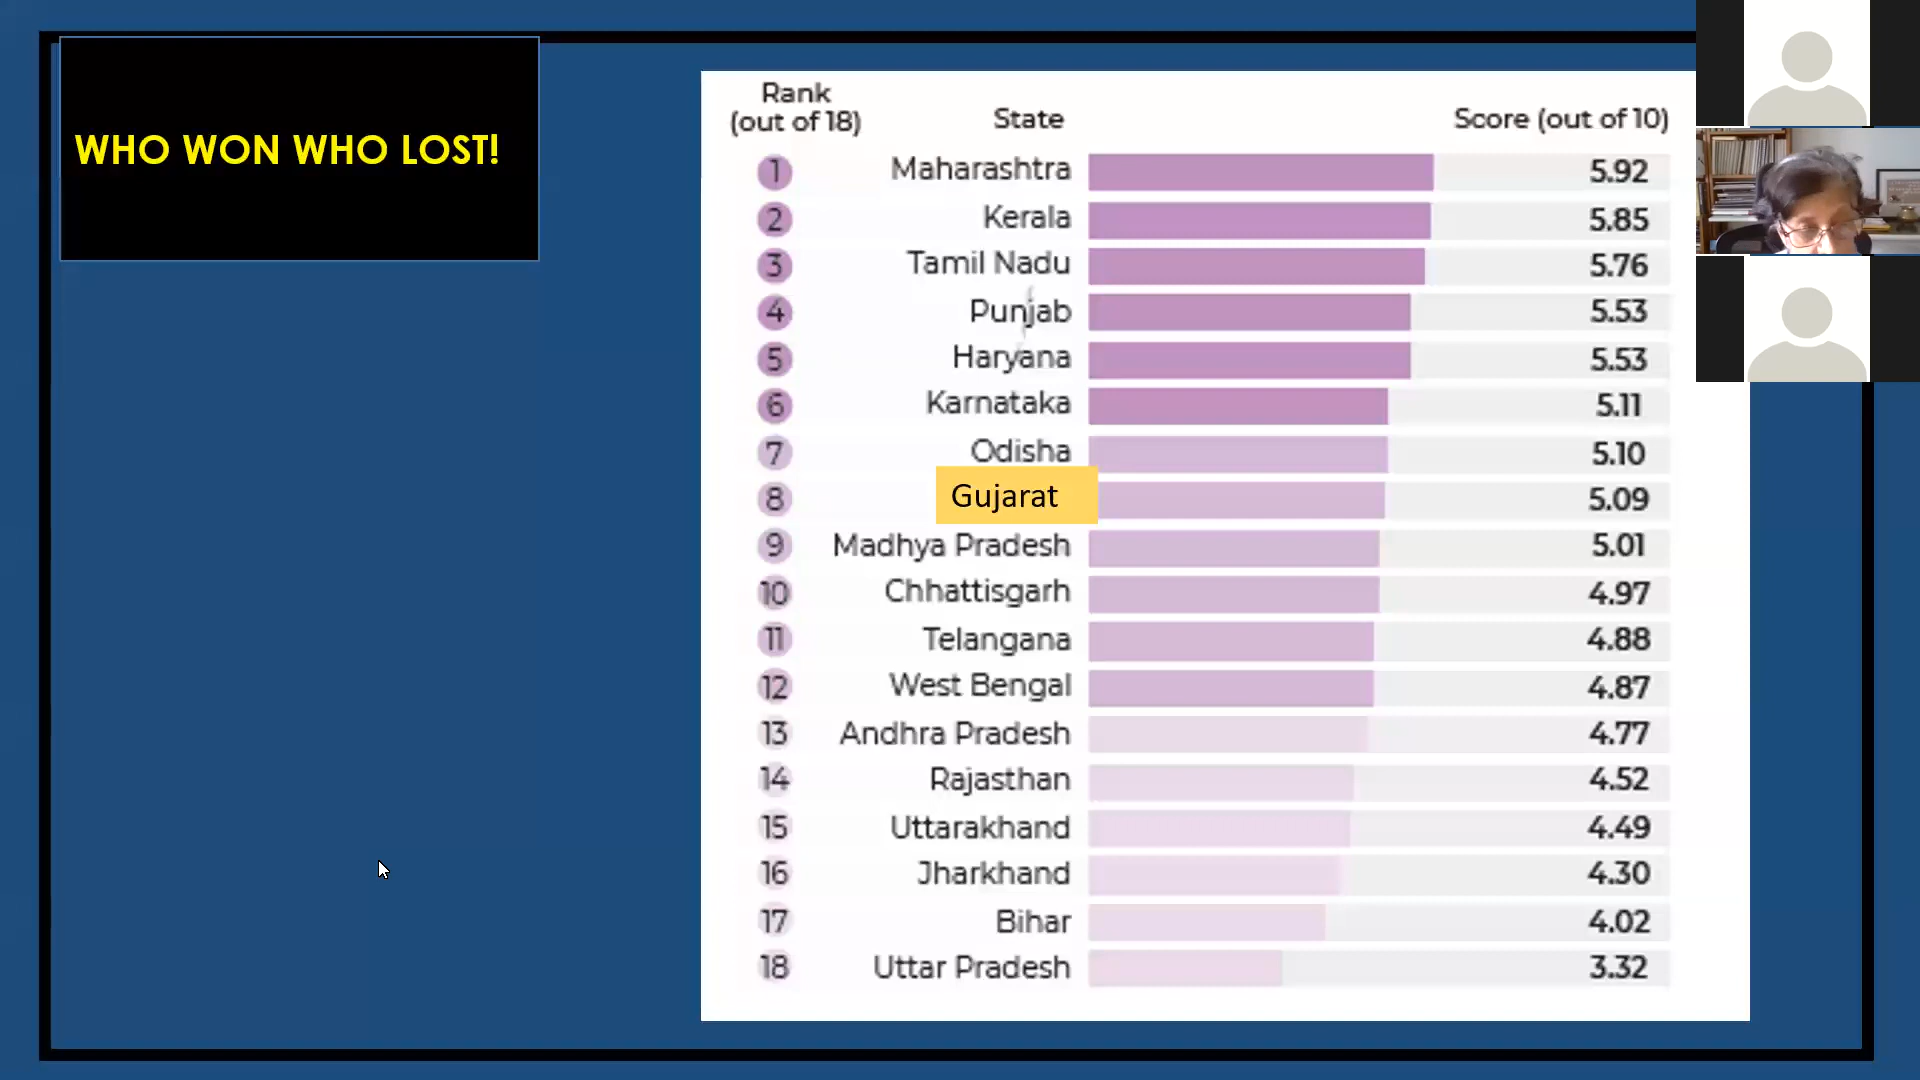 WHO WON WHO LOST!
Rank
(out of 18) State Score (out of 10)
1 Maharashtra 5.92
2 Kerala 5.85
3 Tamil Nadu 5.76
4 Punjab 5.53
5 Haryana 5.53
6 Karnataka 5.11
7 Odisha 5.10
8 Gujarat 5.09
9 Madhya Pradesh 5.01
10 Chhattisgarh 4.97
11 Telangana 4.88
12 West Bengal 4.87
13 Andhra Pradesh 4.77
14 Rajasthan 4.52
15 Uttarakhand 4.49
16 Jharkhand 4.30
17 Bihar 4.02
18 Uttar Pradesh 3.32